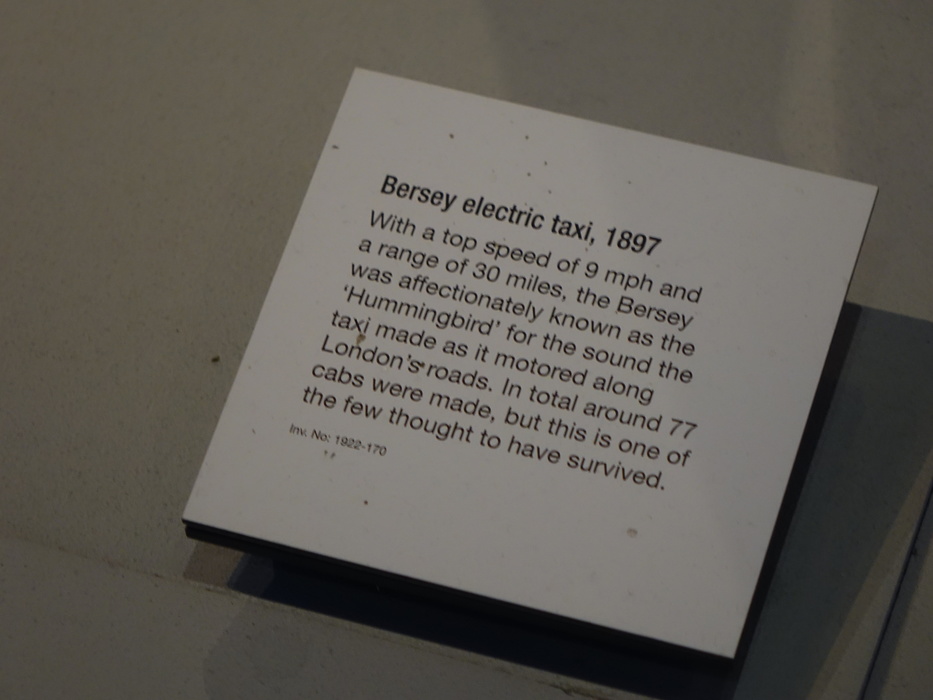 Bersey electric taxi, 1897
With a top speed of 9 mph and
a range of 30 miles, the Bersey
was affectionately known as the
‘Hummingbird’ for the sound the
taxi made as it motored along
London’s roads. In total around 77
cabs were made, but this is one of
the few thought to have survived.
Inv. No: 1922-170